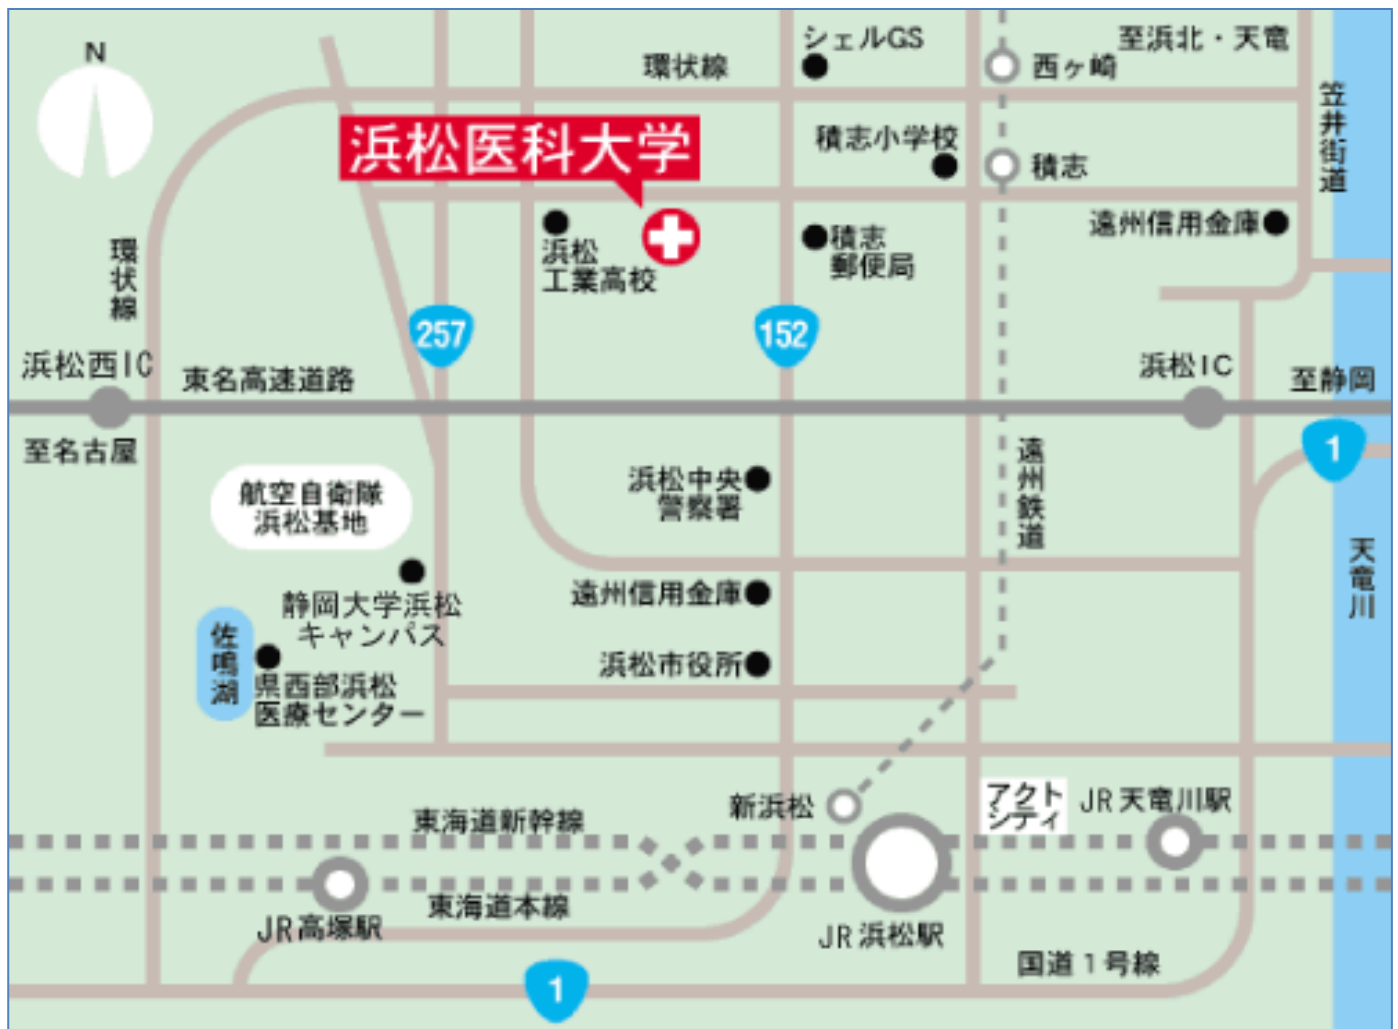 N
シェルGS
至浜北・天竜
環状線
西ヶ崎
笠井街道
浜松医科大学
積志小学校
積志
遠州信用金庫
浜松
工業高校
積志
郵便局
環状線
257
152
浜松西IC
東名高速道路
浜松IC
至静岡
至名古屋
1
遠州鉄道
航空自衛隊
浜松基地
浜松中央
警察署
天竜川
静岡大学浜松
キャンパス
遠州信用金庫
佐鳴湖
浜松市役所
県西部浜松
医療センター
新浜松
アクト
シティ
JR天竜川駅
東海道新幹線
東海道本線
JR高塚駅
JR浜松駅
国道1号線
1